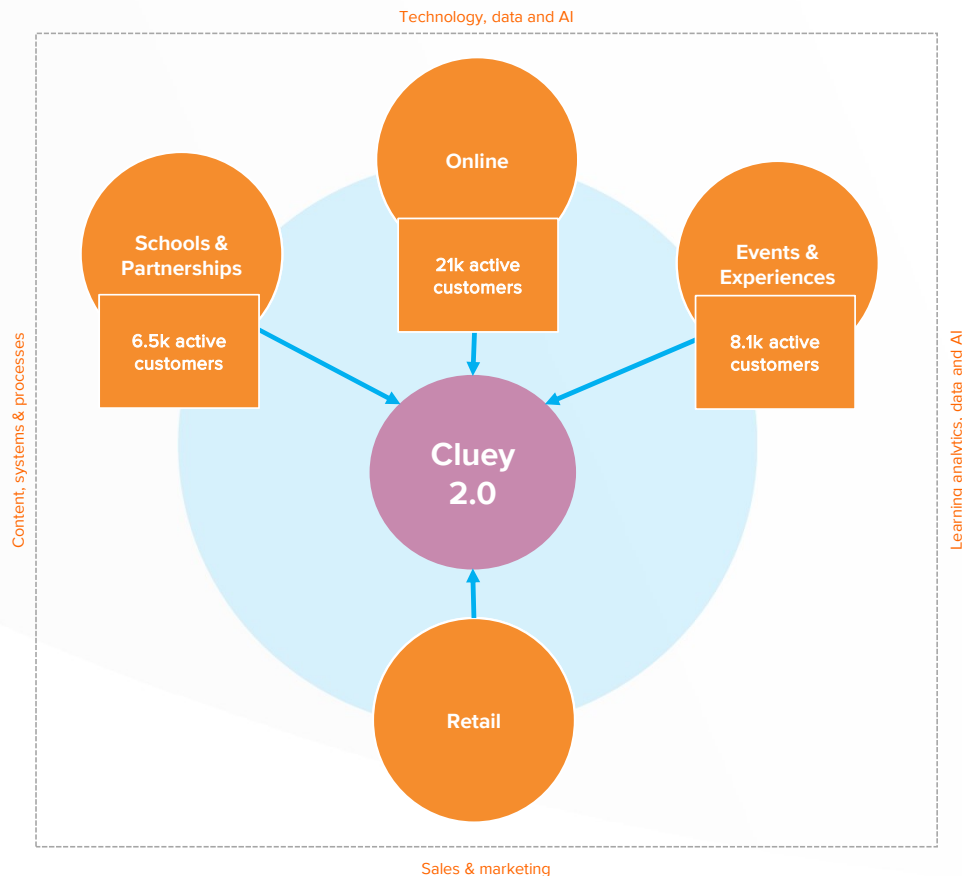 Technology, data and AI
Online
21k active
customers
Schools &
Partnerships
6.5k active
customers
Events &
Experiences
8.1k active
customers
Content, systems & processes
Learning analytics, data and AI
Cluey
2.0
Retail
Sales & marketing